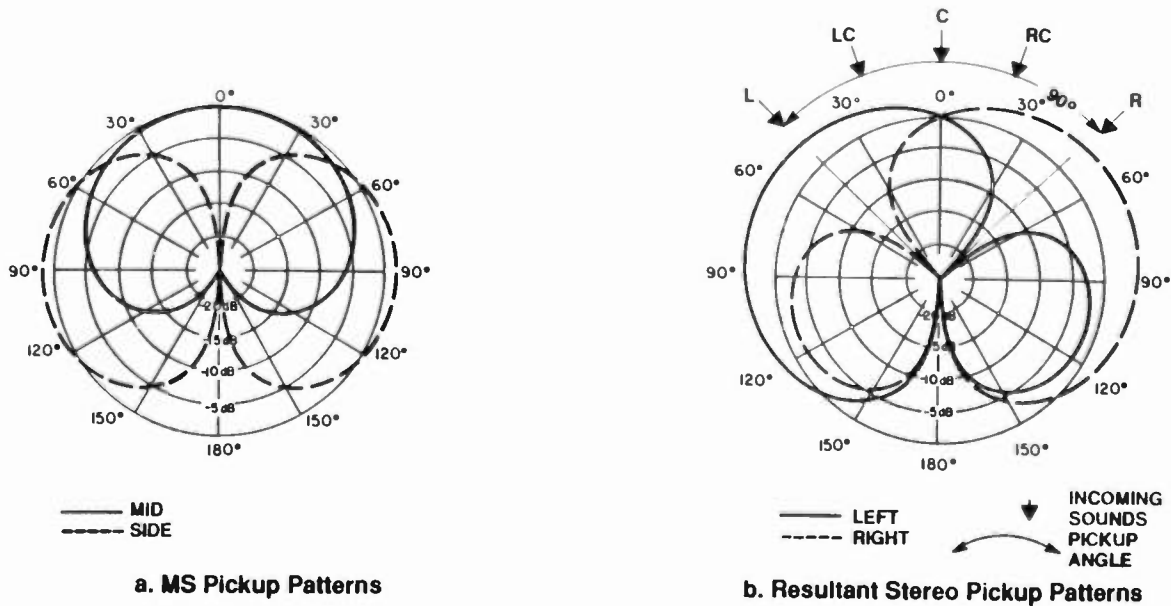 0°
30°
30°
60°
60°
90°
90°
120°
120°
150°
150°
180°
-20dB
-15dB
-10dB
-5dB
MID
SIDE
a. MS Pickup Patterns
C
LC
RC
L
R
90°
0°
30°
30°
60°
60°
90°
90°
120°
120°
150°
150°
180°
-20dB
-15dB
-10dB
-5dB
LEFT
RIGHT
INCOMING
SOUNDS
PICKUP
ANGLE
b. Resultant Stereo Pickup Patterns